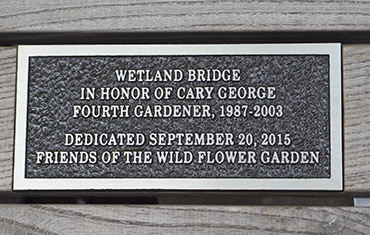 WETLAND BRIDGE
IN HONOR OF CARY GEORGE
FOURTH GARDENER, 1987-2003
DEDICATED SEPTEMBER 20, 2015
FRIENDS OF THE WILD FLOWER GARDEN